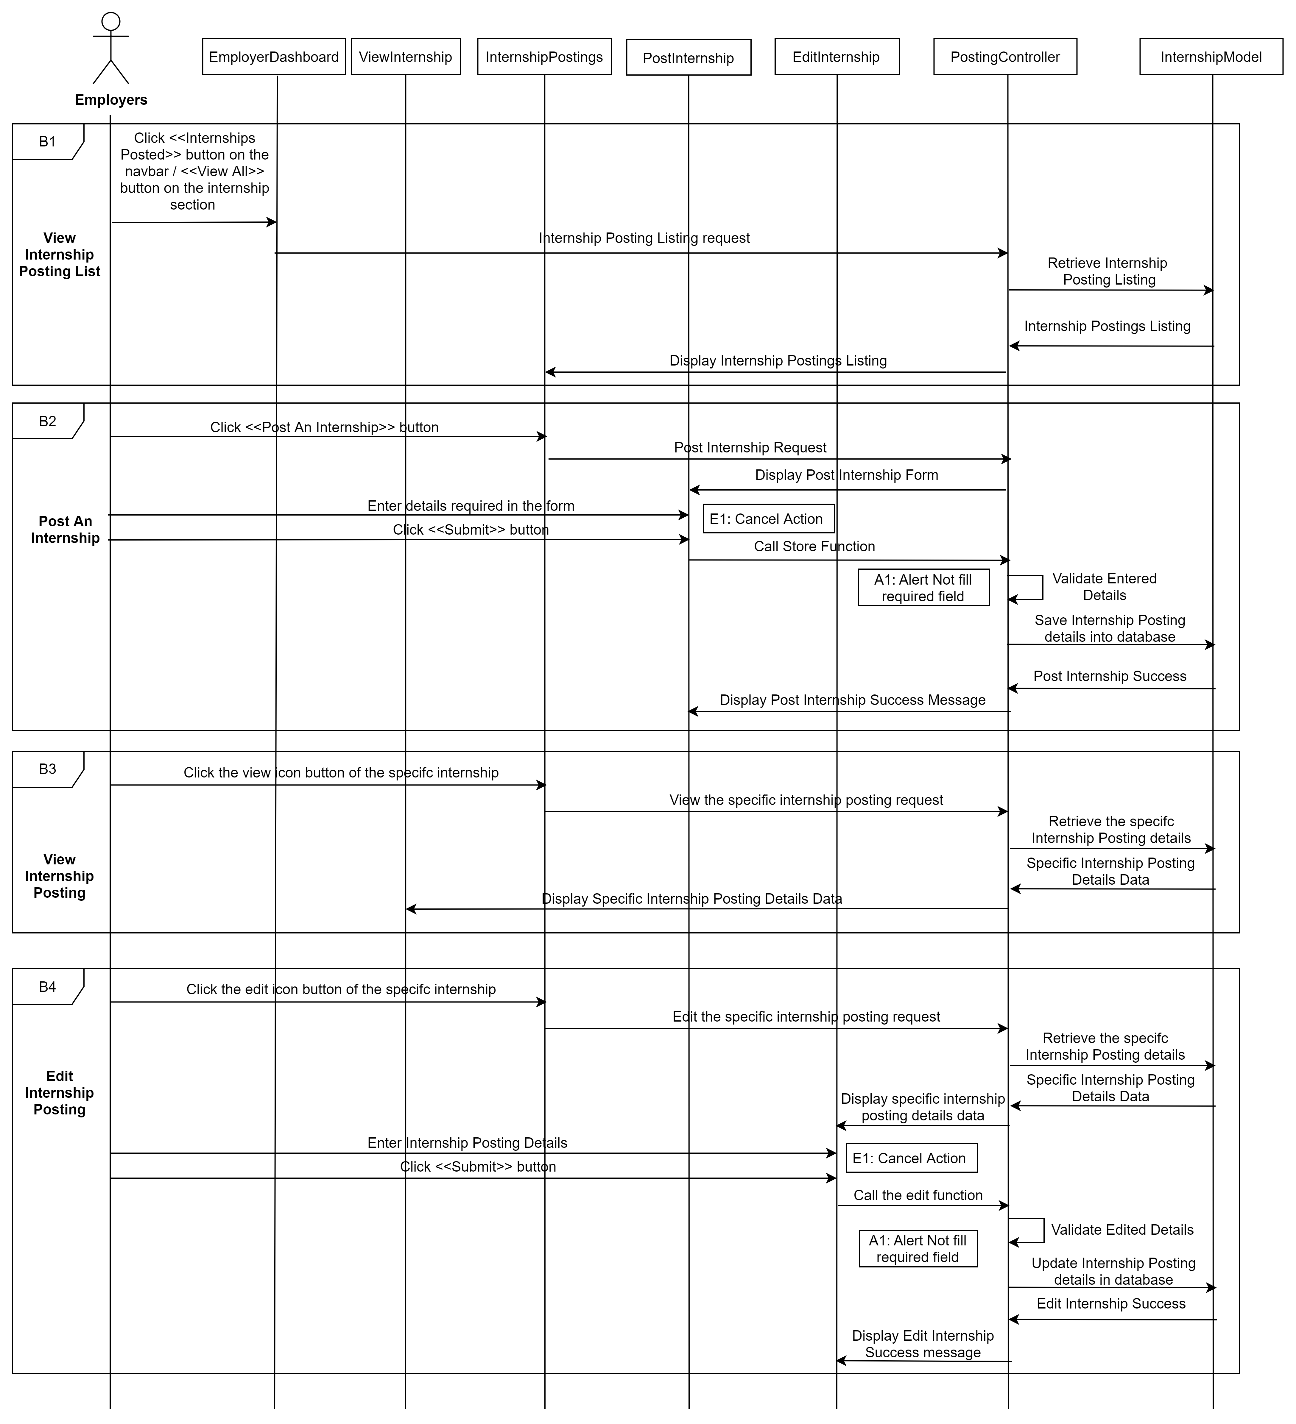 Employers
EmployerDashboard
ViewInternship
InternshipPostings
PostInternship
EditInternship
PostingController
InternshipModel
B1
View
Internship
Posting List
Click <<Internships
Posted>> button on the
navbar / <<View All>>
button on the internship
section
Internship Posting Listing request
Retrieve Internship
Posting Listing
Internship Postings Listing
Display Internship Postings Listing
B2
Post An
Internship
Click <<Post An Internship>> button
Post Internship Request
Display Post Internship Form
Enter details required in the form
E1: Cancel Action
Click <<Submit>> button
Call Store Function
A1: Alert Not fill
required field
Validate Entered
Details
Save Internship Posting
details into database
Post Internship Success
Display Post Internship Success Message
B3
View
Internship
Posting
Click the view icon button of the specifc internship
View the specific internship posting request
Retrieve the specifc
Internship Posting details
Specific Internship Posting
Details Data
Display Specific Internship Posting Details Data
B4
Edit
Internship
Posting
Click the edit icon button of the specifc internship
Edit the specific internship posting request
Retrieve the specifc
Internship Posting details
Specific Internship Posting
Details Data
Display specific internship
posting details data
Enter Internship Posting Details
E1: Cancel Action
Click <<Submit>> button
Call the edit function
A1: Alert Not fill
required field
Validate Edited Details
Update Internship Posting
details in database
Edit Internship Success
Display Edit Internship
Success message